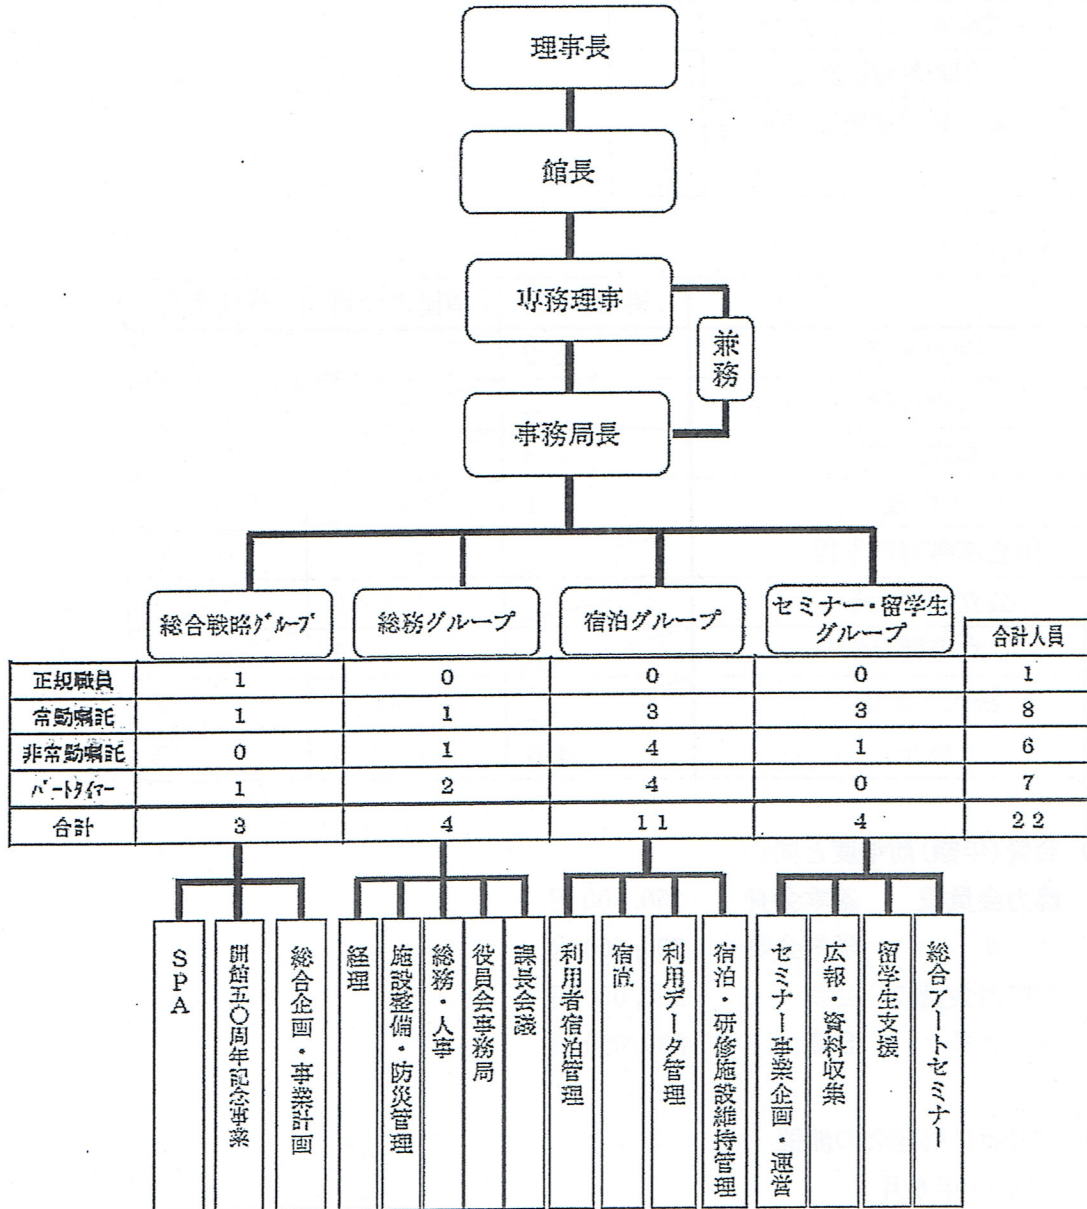 理事長
館長
専務理事
兼務
事務局長
総合戦略グループ
総務グループ
宿泊グループ
セミナー・留学生
グループ
合計人員
正規職員 1 0 0 0 1
常勤嘱託 1 1 3 3 8
非常勤嘱託 0 1 4 1 6
パートタイマー 1 2 4 0 7
合計 3 4 11 4 22
SPA
開館五〇周年記念事業
総合企画・事業計画
経理
施設整備・防災管理
総務・人事
役員会事務局
課長会議
利用者宿泊管理
宿直
利用データ管理
宿泊・研修施設維持管理
セミナー事業企画・運営
広報・資料収集
留学生支援
総合アートセミナー